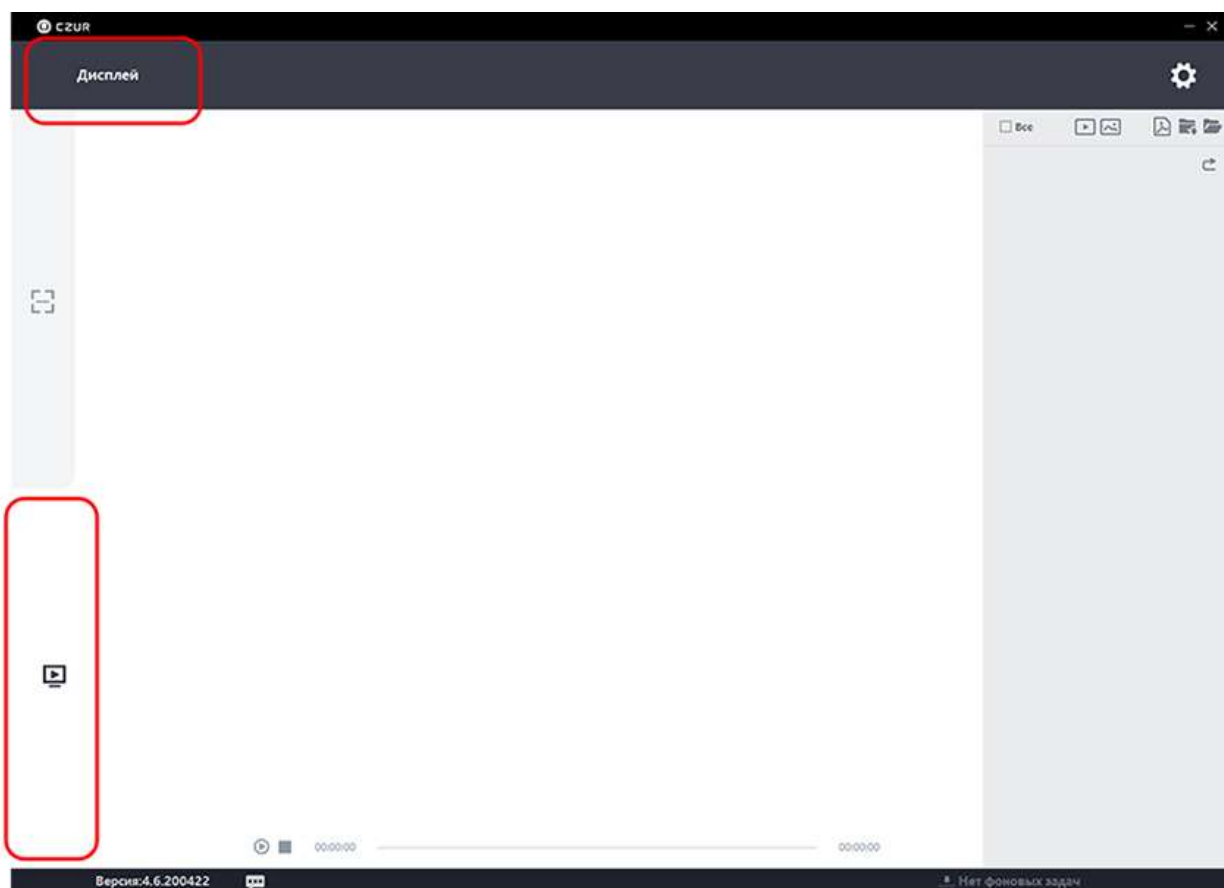 CZUR
Дисплей
Все
00:00:00
00:00:00
Версия:4.6.200422
Нет фоновых задач